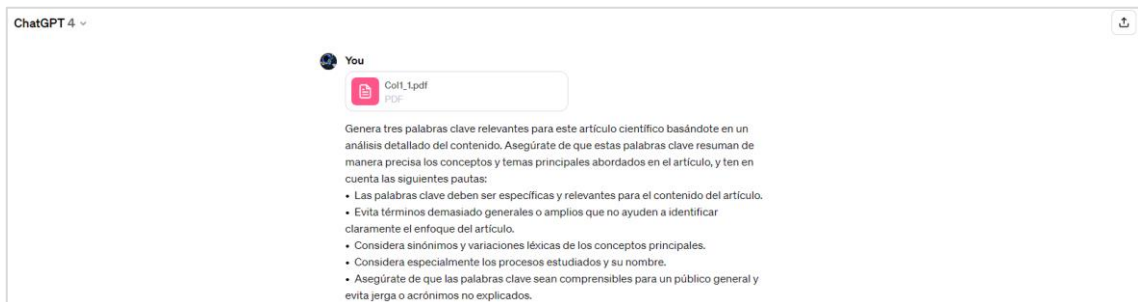 ChatGPT 4
You
Col1_1.pdf
PDF
Genera tres palabras clave relevantes para este artículo científico basándote en un
análisis detallado del contenido. Asegúrate de que estas palabras clave resuman de
manera precisa los conceptos y temas principales abordados en el artículo, y ten en
cuenta las siguientes pautas:
• Las palabras clave deben ser específicas y relevantes para el contenido del artículo.
• Evita términos demasiado generales o amplios que no ayuden a identificar
claramente el enfoque del artículo.
• Considera sinónimos y variaciones léxicas de los conceptos principales.
• Considera especialmente los procesos estudiados y su nombre.
• Asegúrate de que las palabras clave sean comprensibles para un público general y
evita jerga o acrónimos no explicados.